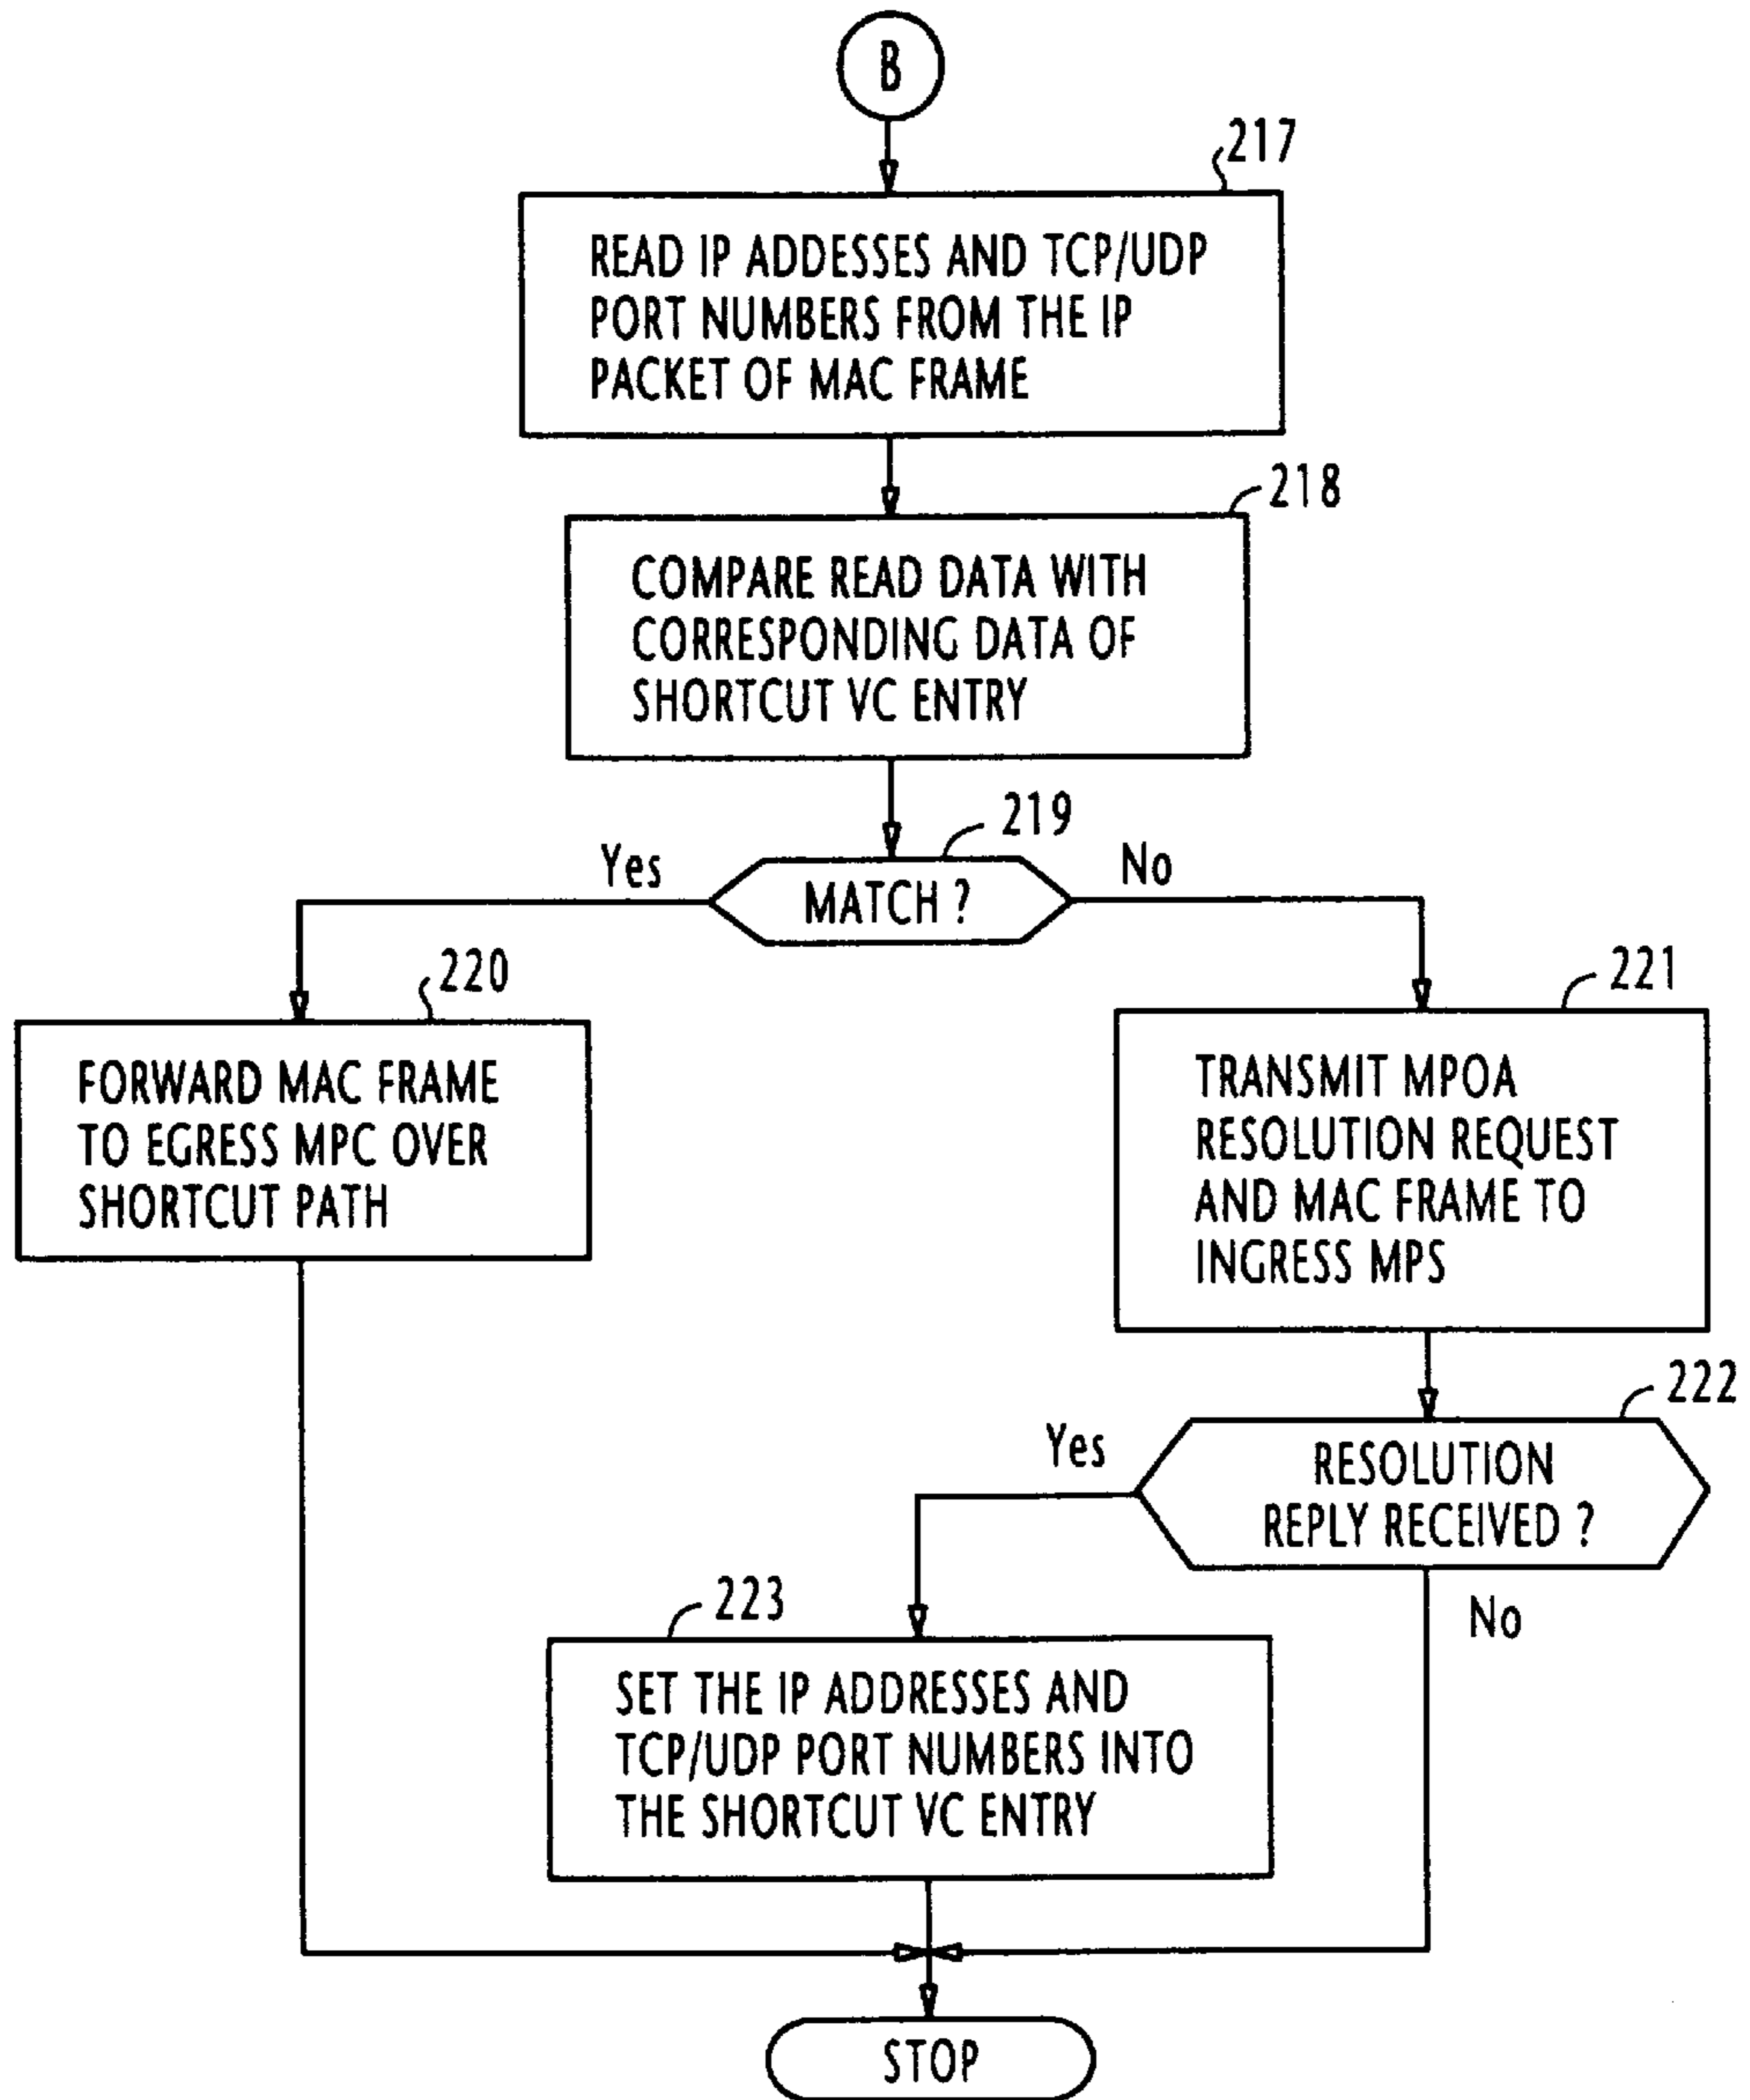 B
217
READ IP ADDESSES AND TCP/UDP
PORT NUMBERS FROM THE IP
PACKET OF MAC FRAME
218
COMPARE READ DATA WITH
CORRESPONDING DATA OF
SHORTCUT VC ENTRY
219
Yes
MATCH ?
No
220
FORWARD MAC FRAME
TO EGRESS MPC OVER
SHORTCUT PATH
221
TRANSMIT MPOA
RESOLUTION REQUEST
AND MAC FRAME TO
INGRESS MPS
222
Yes
RESOLUTION
REPLY RECEIVED ?
No
223
SET THE IP ADDRESSES AND
TCP/UDP PORT NUMBERS INTO
THE SHORTCUT VC ENTRY
STOP